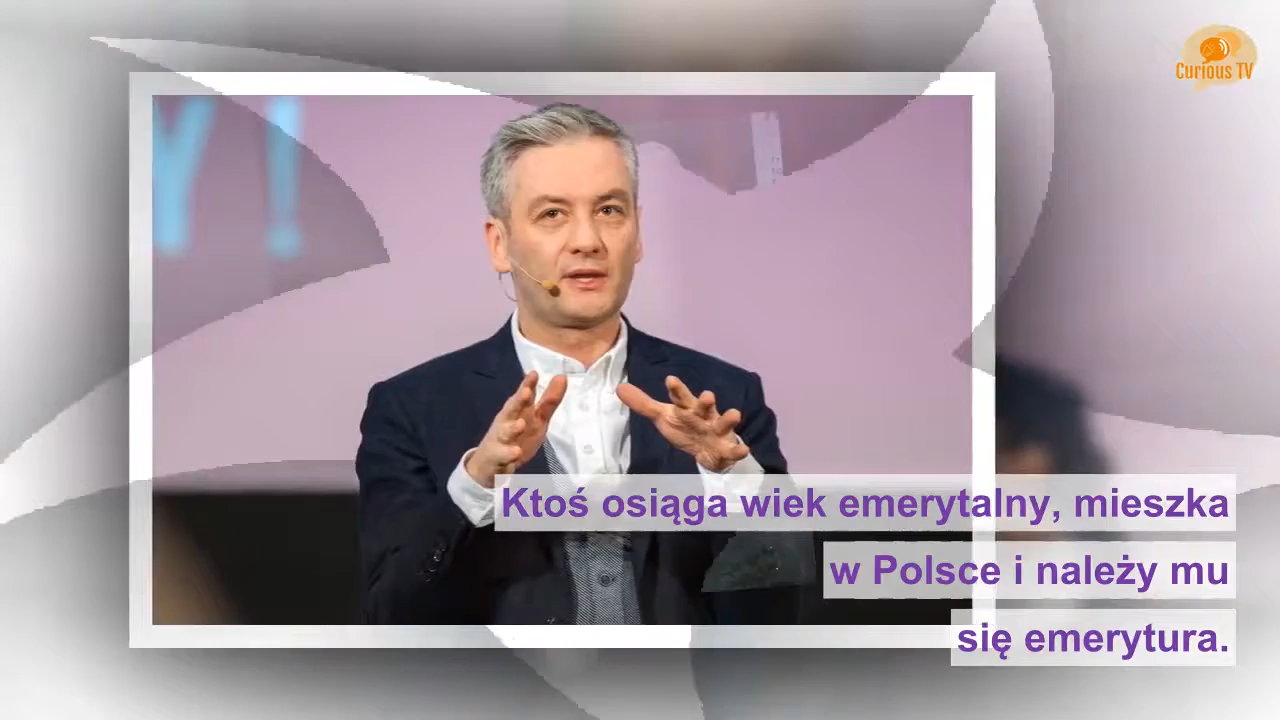 Curious TV
Y!
Ktoś osiąga wiek emerytalny, mieszka
w Polsce i należy mu
się emerytura.